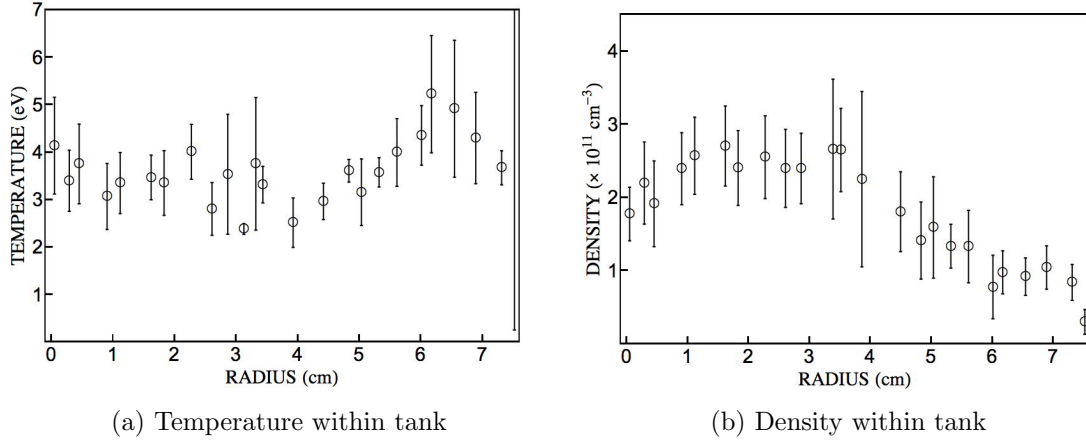 7
6
5
4
3
2
1
TEMPERATURE (eV)
0 1 2 3 4 5 6 7
RADIUS (cm)
(a) Temperature within tank
4
3
2
1
DENSITY (× 10¹¹ cm⁻³)
0 1 2 3 4 5 6 7
RADIUS (cm)
(b) Density within tank